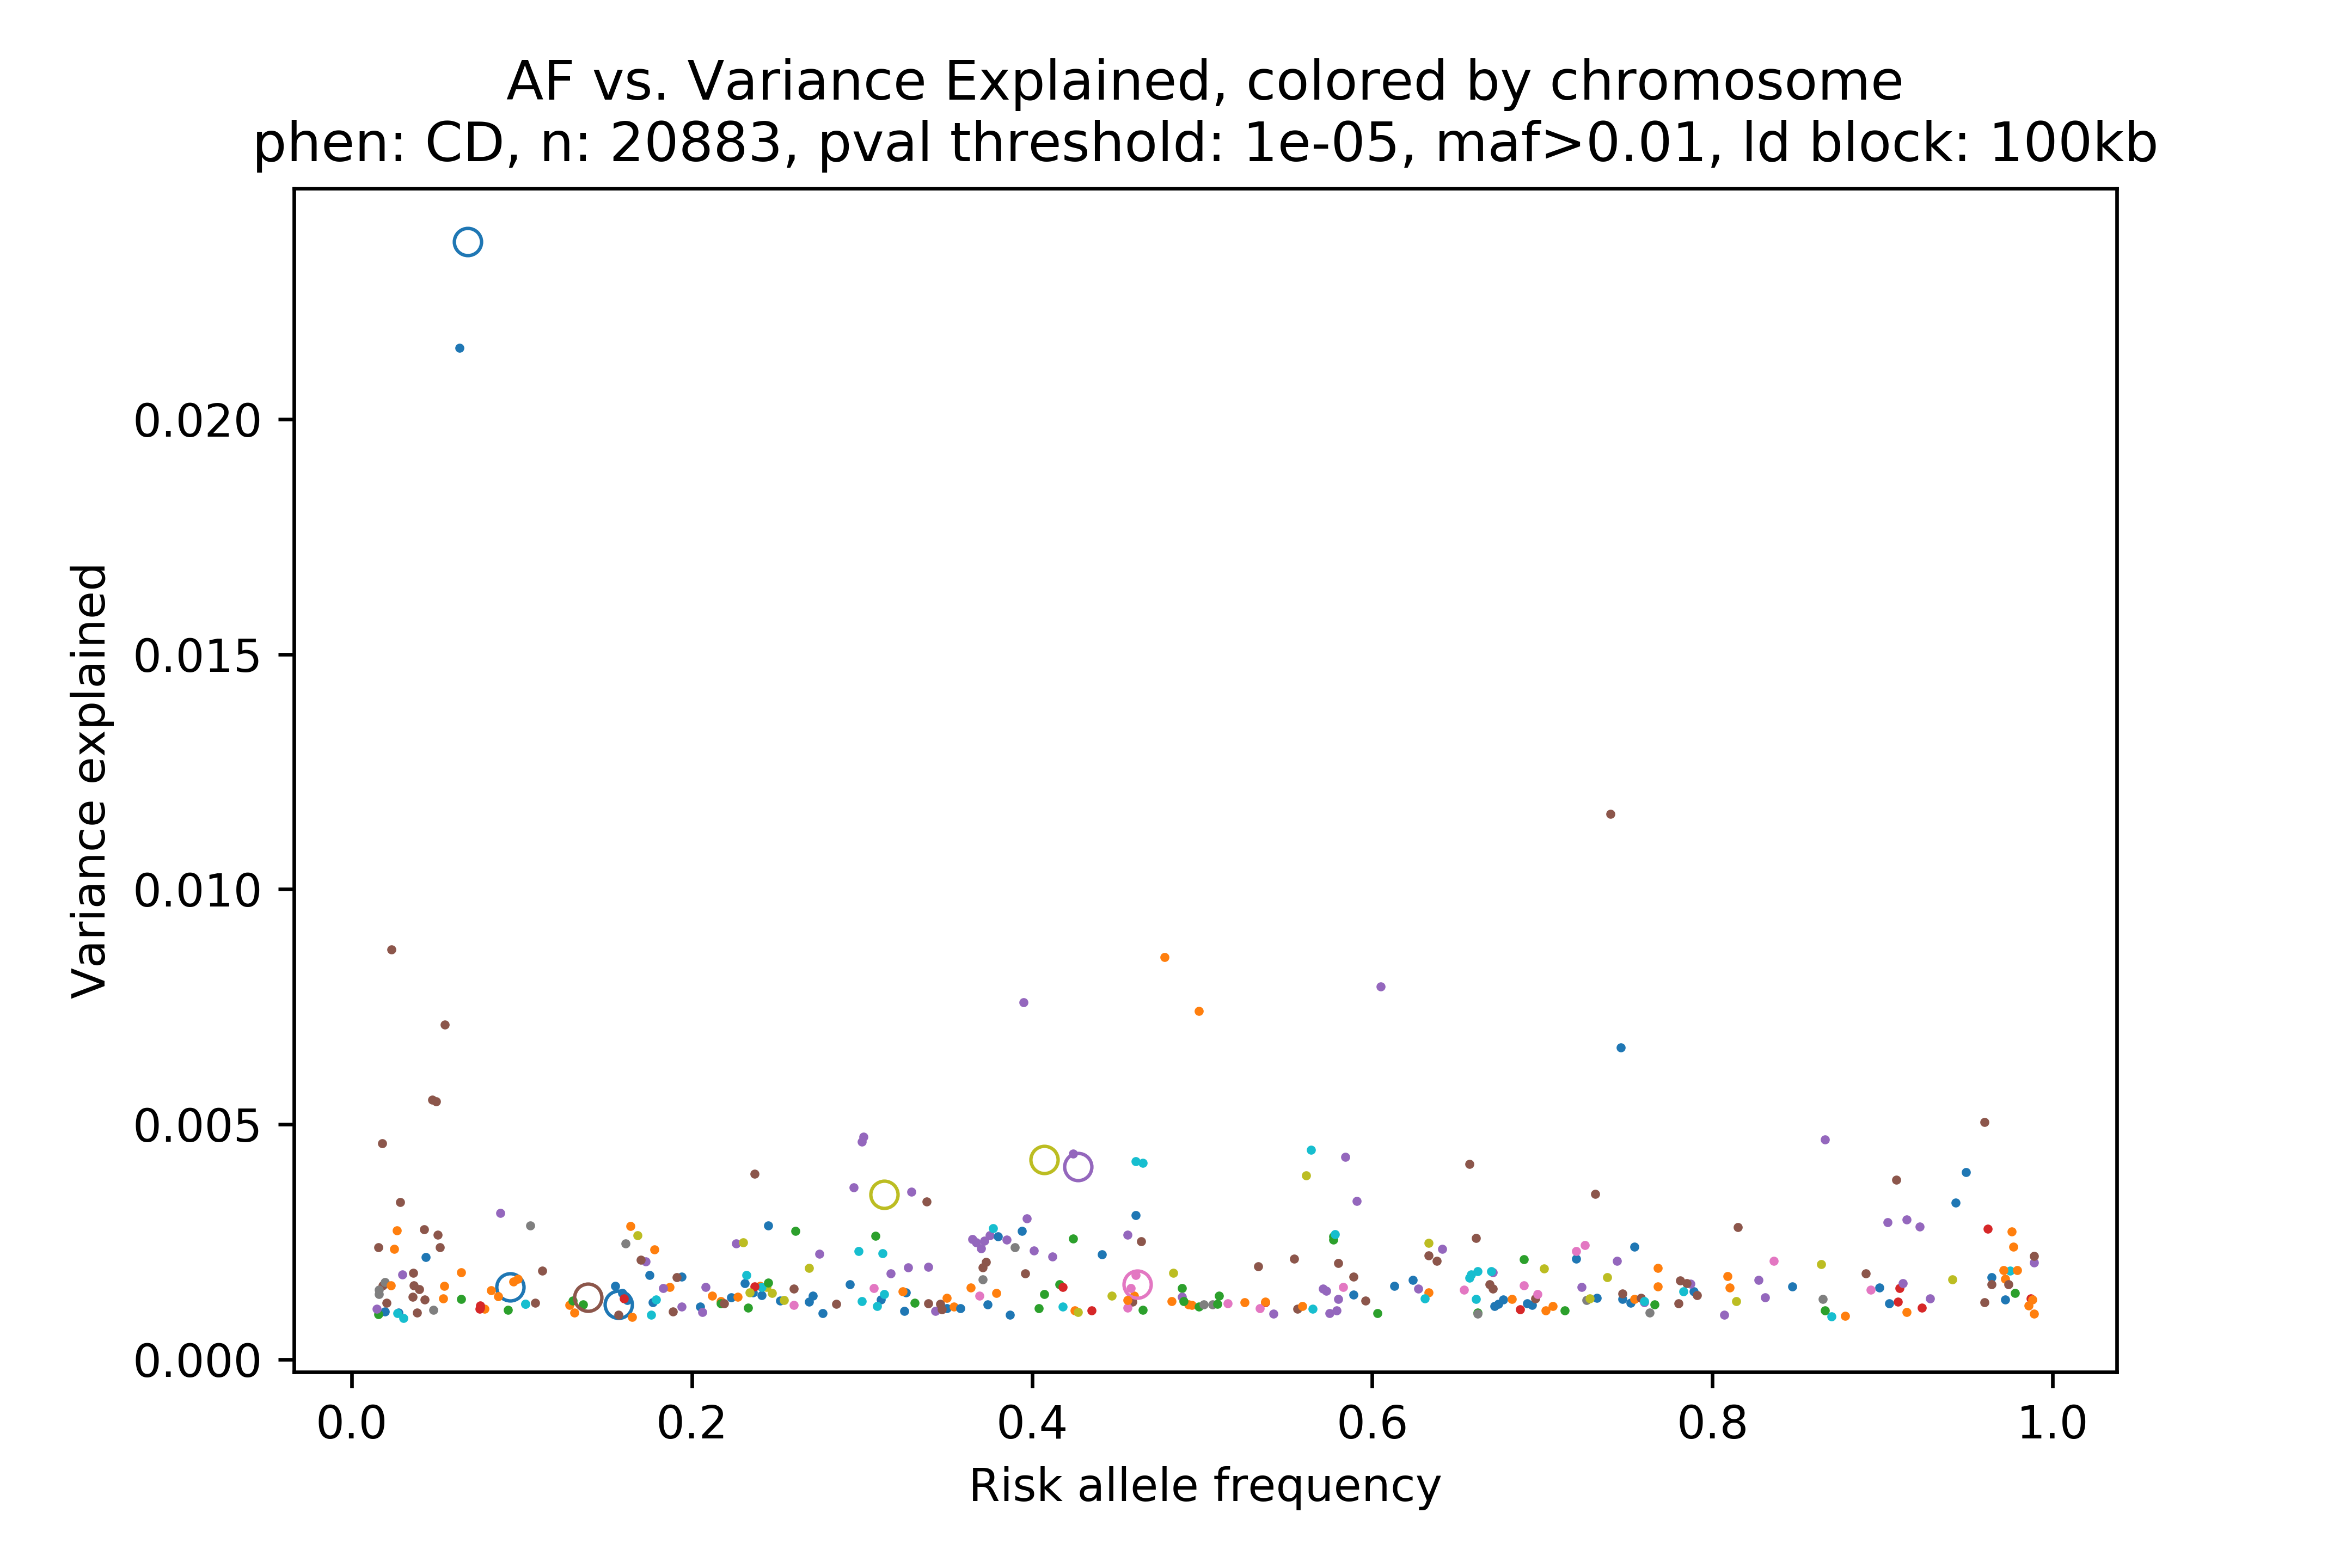 AF vs. Variance Explained, colored by chromosome
phen: CD, n: 20883, pval threshold: 1e-05, maf>0.01, ld block: 100kb
0.020
0.015
0.010
0.005
0.000
Variance explained
0.0 0.2 0.4 0.6 0.8 1.0
Risk allele frequency